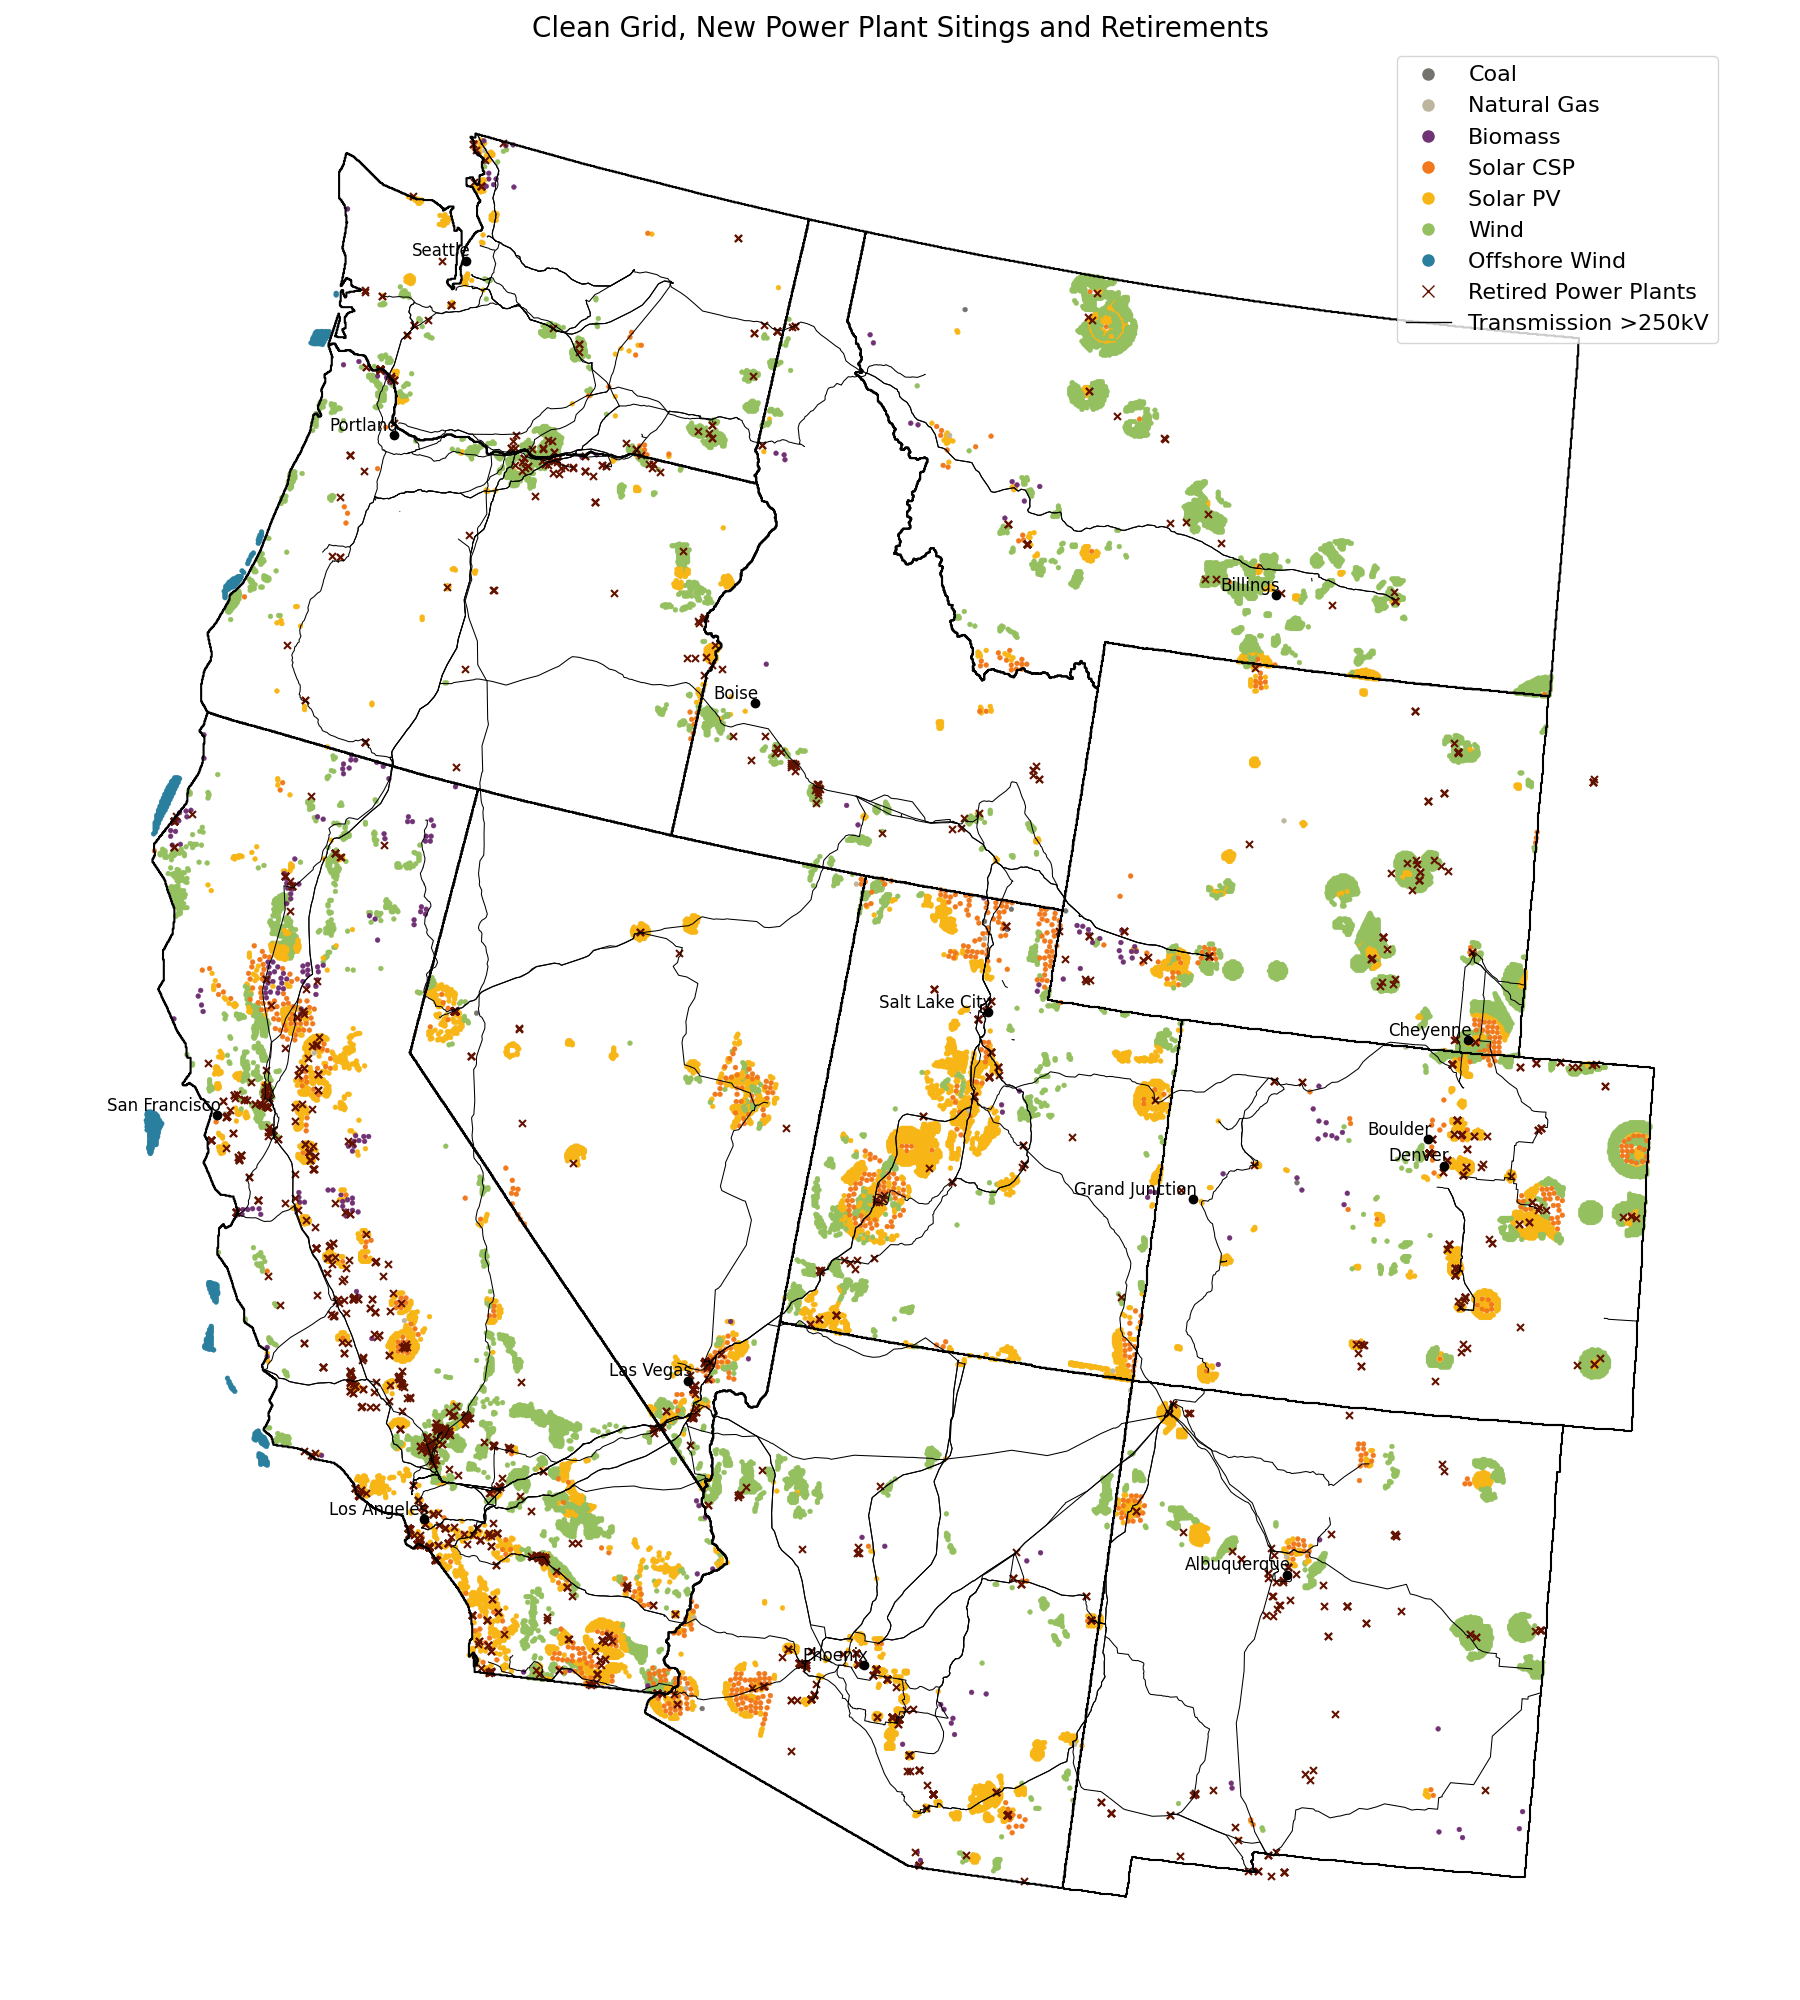 Clean Grid, New Power Plant Sitings and Retirements
Coal
Natural Gas
Biomass
Solar CSP
Solar PV
Wind
Offshore Wind
Retired Power Plants
Transmission >250kV
Seattle
Portland
Billings
Boise
Salt Lake City
Cheyenne
San Francisco
Boulder
Denver
Grand Junction
Las Vegas
Los Angeles
Albuquerque
Phoenix